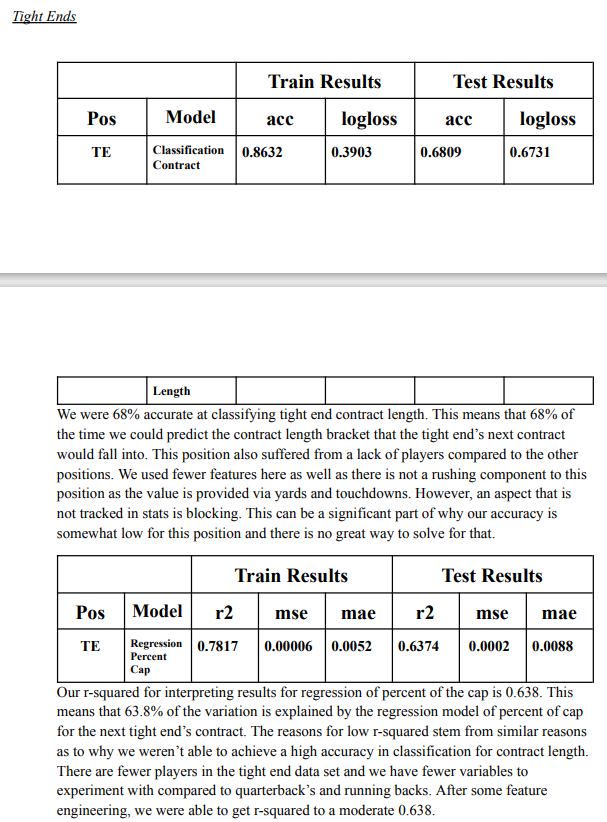 Tight Ends
Train Results Test Results
Pos Model acc logloss acc logloss
TE Classification Contract 0.8632 0.3903 0.6809 0.6731
Length
We were 68% accurate at classifying tight end contract length. This means that 68% of
the time we could predict the contract length bracket that the tight end’s next contract
would fall into. This position also suffered from a lack of players compared to the other
positions. We used fewer features here as well as there is not a rushing component to this
position as the value is provided via yards and touchdowns. However, an aspect that is
not tracked in stats is blocking. This can be a significant part of why our accuracy is
somewhat low for this position and there is no great way to solve for that.
Train Results Test Results
Pos Model r2 mse mae r2 mse mae
TE Regression Percent Cap 0.7817 0.00006 0.0052 0.6374 0.0002 0.0088
Our r-squared for interpreting results for regression of percent of the cap is 0.638. This
means that 63.8% of the variation is explained by the regression model of percent of cap
for the next tight end’s contract. The reasons for low r-squared stem from similar reasons
as to why we weren’t able to achieve a high accuracy in classification for contract length.
There are fewer players in the tight end data set and we have fewer variables to
experiment with compared to quarterback’s and running backs. After some feature
engineering, we were able to get r-squared to a moderate 0.638.